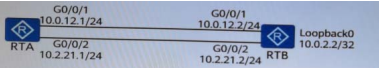 G0/0/1
10.0.12.1/24
G0/0/1
10.0.12.2/24
Loopback0
10.0.2.2/32
RTA
G0/0/2
10.2.21.1/24
G0/0/2
10.2.21.2/24
RTB